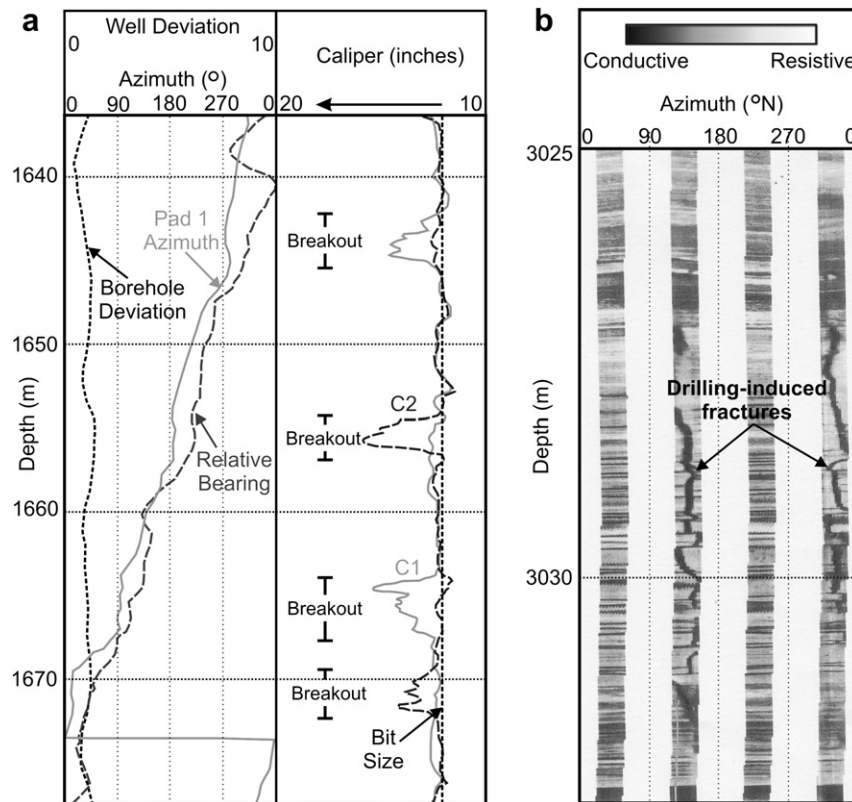 a
Well Deviation
0
10
Azimuth (º)
0 90 180 270 0
Caliper (inches)
20
10
1640
1650
1660
1670
Depth (m)
Pad 1
Azimuth
Borehole
Deviation
Relative
Bearing
Breakout
C2
Breakout
C1
Breakout
Breakout
Bit
Size
b
Conductive
Resistive
Azimuth (ºN)
0 90 180 270 0
3025
Drilling-induced
fractures
Depth (m)
3030